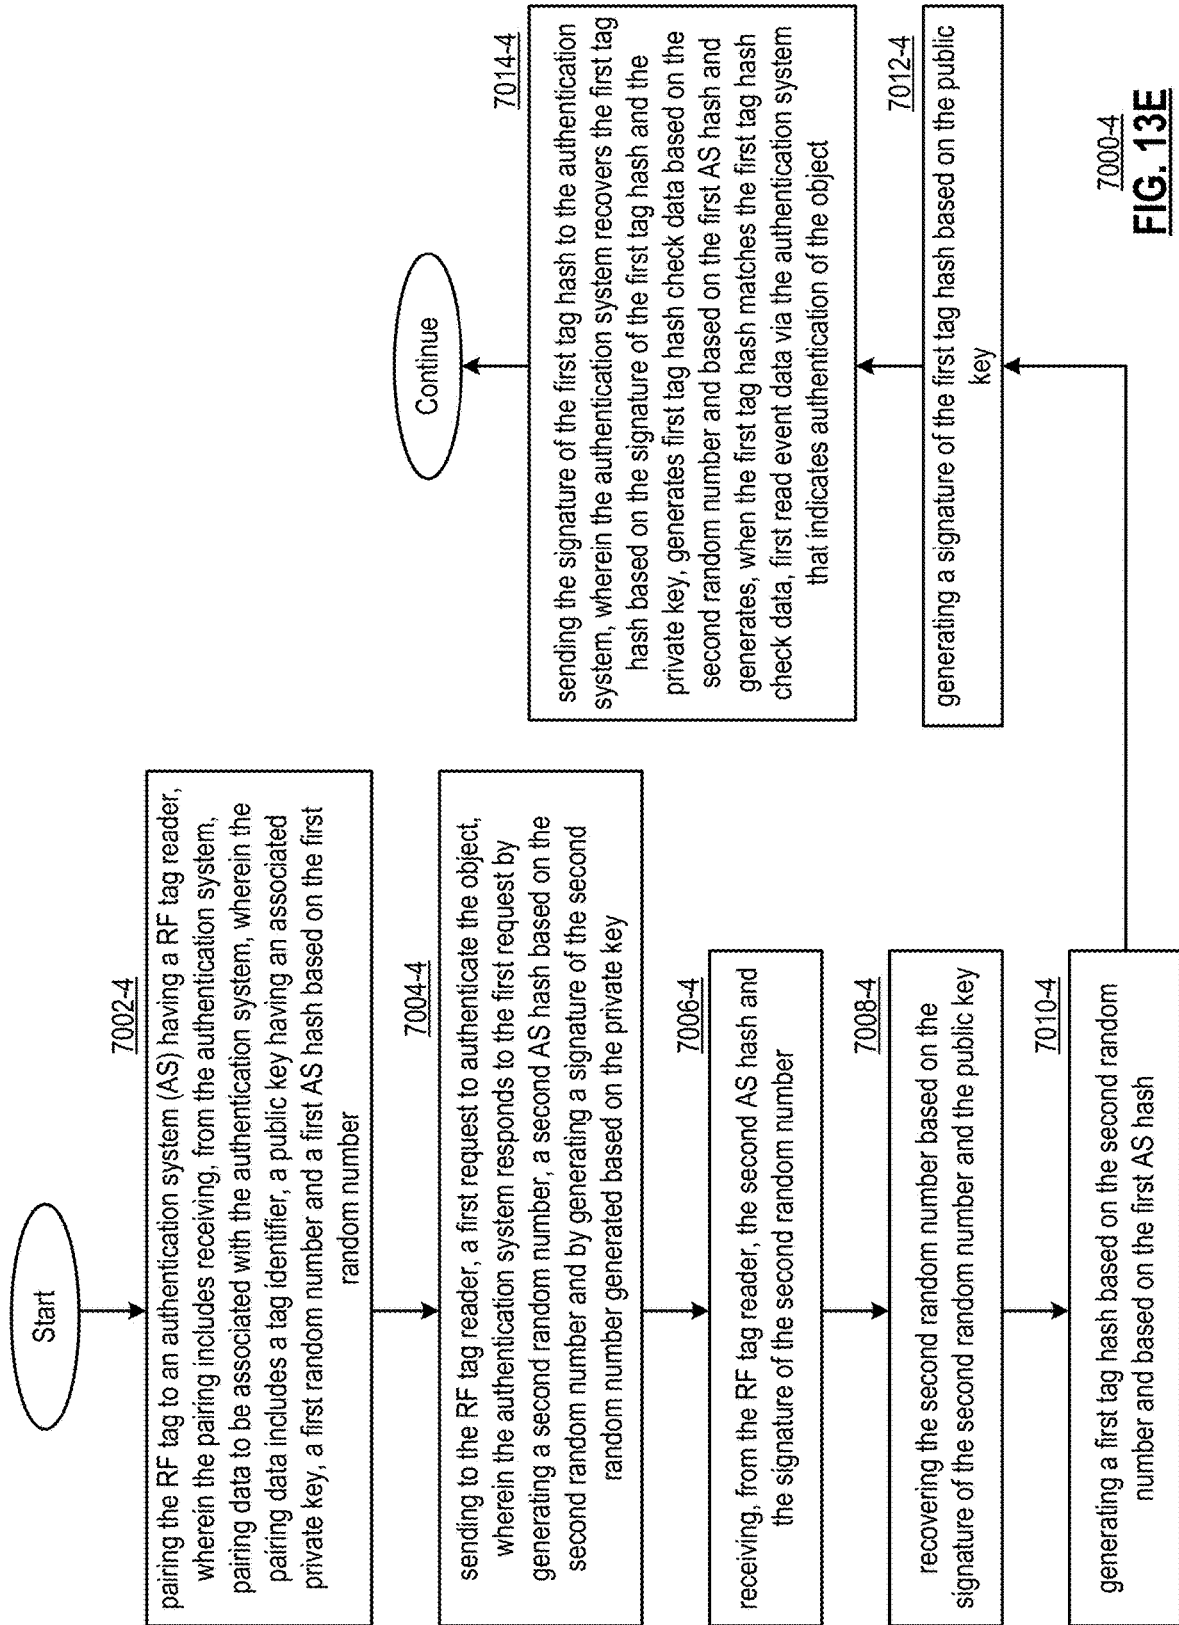 Start
7002-4
pairing the RF tag to an authentication system (AS) having a RF tag reader,
wherein the pairing includes receiving, from the authentication system,
pairing data to be associated with the authentication system, wherein the
pairing data includes a tag identifier, a public key having an associated
private key, a first random number and a first AS hash based on the first
random number
7004-4
sending to the RF tag reader, a first request to authenticate the object,
wherein the authentication system responds to the first request by
generating a second random number, a second AS hash based on the
second random number and by generating a signature of the second
random number generated based on the private key
7006-4
receiving, from the RF tag reader, the second AS hash and
the signature of the second random number
7008-4
recovering the second random number based on the
signature of the second random number and the public key
7010-4
generating a first tag hash based on the second random
number and based on the first AS hash
7012-4
generating a signature of the first tag hash based on the public
key
7014-4
sending the signature of the first tag hash to the authentication
system, wherein the authentication system recovers the first tag
hash based on the signature of the first tag hash and the
private key, generates first tag hash check data based on the
second random number and based on the first AS hash and
generates, when the first tag hash matches the first tag hash
check data, first read event data via the authentication system
that indicates authentication of the object
Continue
7000-4
FIG. 13E